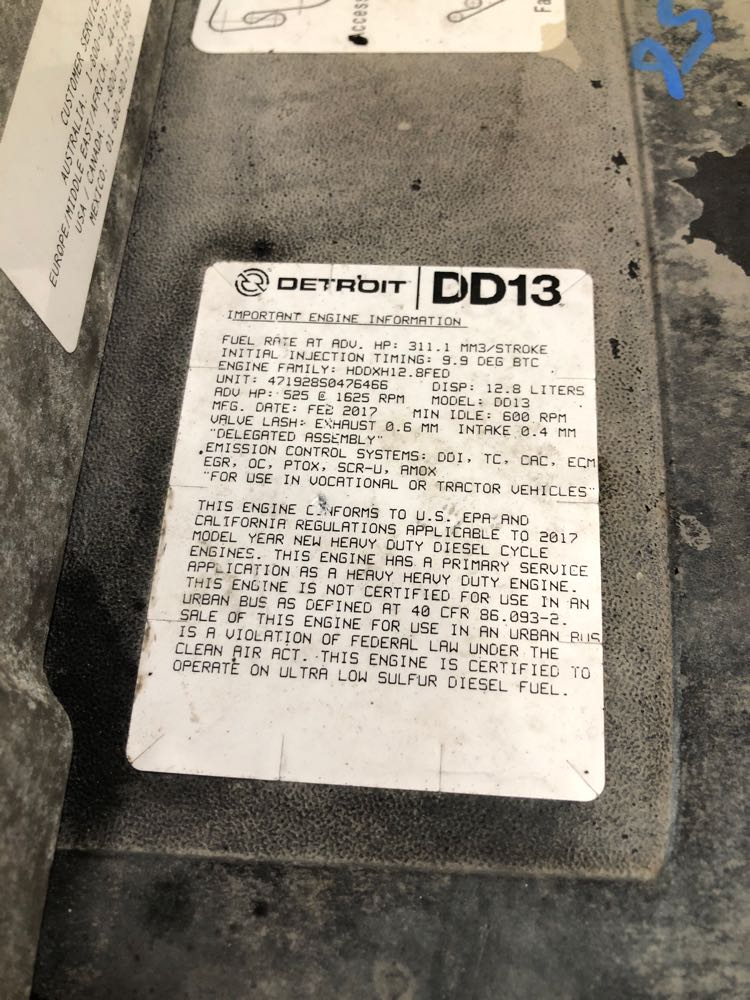 Access
Fa
95
CUSTOMER SERVICE
AUSTRALIA:
EUROPE/MIDDLE EAST/AFRICA
USA / CANADA:
MEXICO: 01
DETROIT DD13
IMPORTANT ENGINE INFORMATION
FUEL RATE AT ADV. HP: 311.1 MM3/STROKE
INITIAL INJECTION TIMING: 9.9 DEG BTC
ENGINE FAMILY: HDDXH12.8FED
UNIT: 471928S0476466 DISP: 12.8 LITERS
ADV HP: 525 @ 1625 RPM MODEL: DD13
MFG. DATE: FEB 2017 MIN IDLE: 600 RPM
VALVE LASH: EXHAUST 0.6 MM INTAKE 0.4 MM
"DELEGATED ASSEMBLY"
EMISSION CONTROL SYSTEMS: DDI, TC, CAC, ECM
EGR, OC, PTOX, SCR-U, AMOX
"FOR USE IN VOCATIONAL OR TRACTOR VEHICLES"
THIS ENGINE CONFORMS TO U.S. EPA AND
CALIFORNIA REGULATIONS APPLICABLE TO 2017
MODEL YEAR NEW HEAVY DUTY DIESEL CYCLE
ENGINES. THIS ENGINE HAS A PRIMARY SERVICE
APPLICATION AS A HEAVY HEAVY DUTY ENGINE.
THIS ENGINE IS NOT CERTIFIED FOR USE IN AN
URBAN BUS AS DEFINED AT 40 CFR 86.093-2.
SALE OF THIS ENGINE FOR USE IN AN URBAN BUS
IS A VIOLATION OF FEDERAL LAW UNDER THE
CLEAN AIR ACT. THIS ENGINE IS CERTIFIED TO
OPERATE ON ULTRA LOW SULFUR DIESEL FUEL.